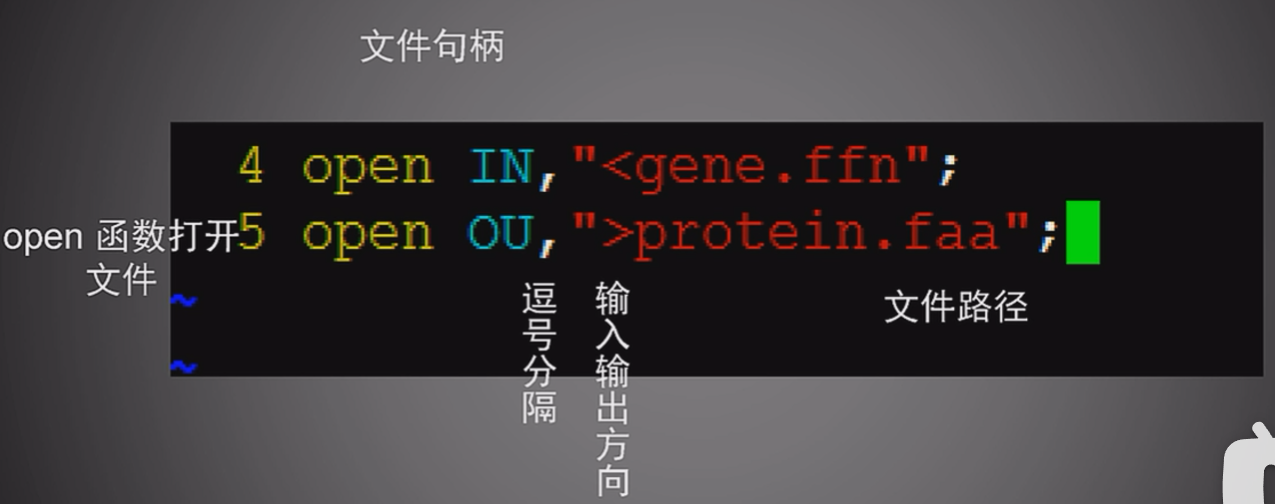 文件句柄
4 open IN,"<gene.ffn";
open 函数打开
文件
5 open OU,">protein.faa";
~
~
逗号分隔
输入输出方向
文件路径